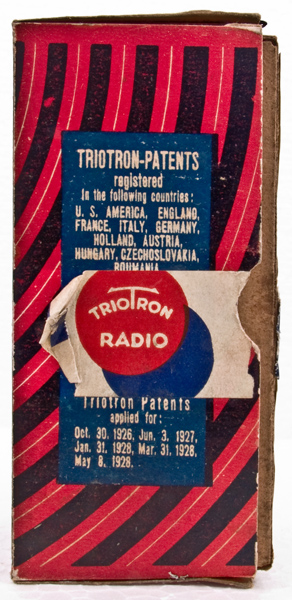 TRIOTRON-PATENTS
registered
in the following countries:
U. S. AMERICA, ENGLAND,
FRANCE, ITALY, GERMANY,
HOLLAND, AUSTRIA,
HUNGARY, CZECHOSLOVAKIA,
ROUMANIA
TRIOTRON
RADIO
Triotron Patents
applied for:
Oct. 30. 1926, Jun. 3. 1927,
Jan. 31. 1928, Mar. 31. 1928,
May 8. 1928.